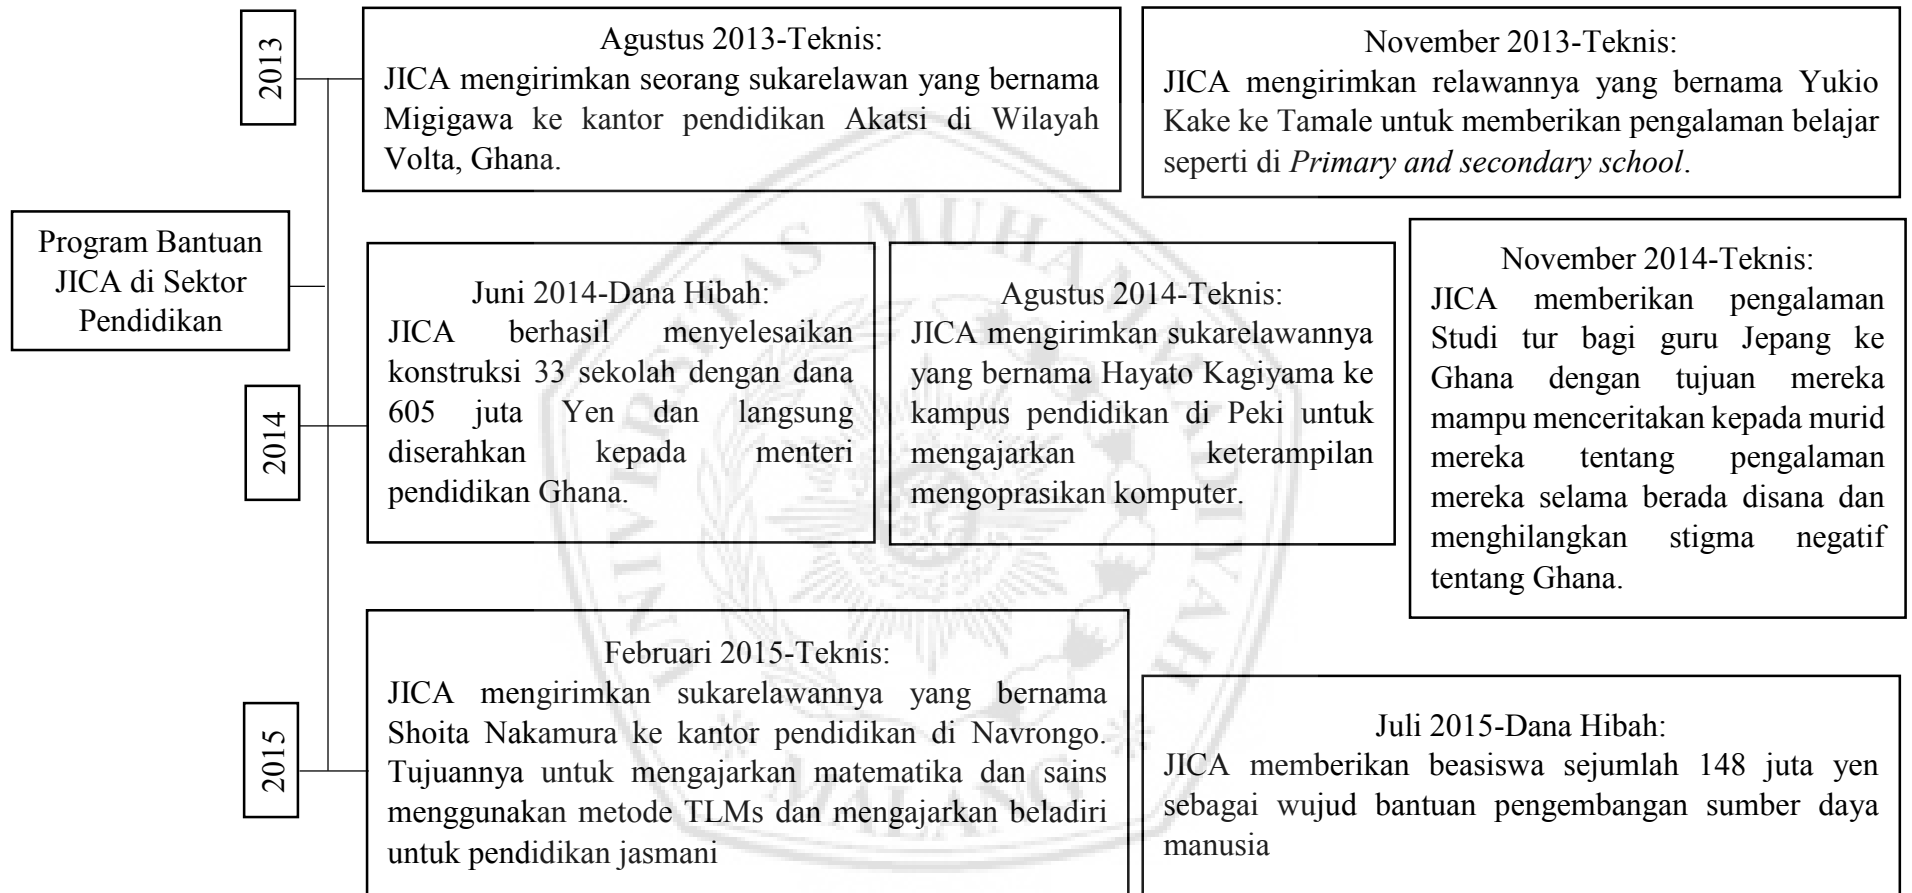 2013
Agustus 2013-Teknis:
JICA mengirimkan seorang sukarelawan yang bernama
Migigawa ke kantor pendidikan Akatsi di Wilayah
Volta, Ghana.
November 2013-Teknis:
JICA mengirimkan relawannya yang bernama Yukio
Kake ke Tamale untuk memberikan pengalaman belajar
seperti di Primary and secondary school.
Program Bantuan
JICA di Sektor
Pendidikan
2014
Juni 2014-Dana Hibah:
JICA berhasil menyelesaikan
konstruksi 33 sekolah dengan dana
605 juta Yen dan langsung
diserahkan kepada menteri
pendidikan Ghana.
Agustus 2014-Teknis:
JICA mengirimkan sukarelawannya
yang bernama Hayato Kagiyama ke
kampus pendidikan di Peki untuk
mengajarkan keterampilan
mengoprasikan komputer.
November 2014-Teknis:
JICA memberikan pengalaman
Studi tur bagi guru Jepang ke
Ghana dengan tujuan mereka
mampu menceritakan kepada murid
mereka tentang pengalaman
mereka selama berada disana dan
menghilangkan stigma negatif
tentang Ghana.
2015
Februari 2015-Teknis:
JICA mengirimkan sukarelawannya yang bernama
Shoita Nakamura ke kantor pendidikan di Navrongo.
Tujuannya untuk mengajarkan matematika dan sains
menggunakan metode TLMs dan mengajarkan beladiri
untuk pendidikan jasmani
Juli 2015-Dana Hibah:
JICA memberikan beasiswa sejumlah 148 juta yen
sebagai wujud bantuan pengembangan sumber daya
manusia
UNIVERSITAS MUHAMMADIYAH
MALANG